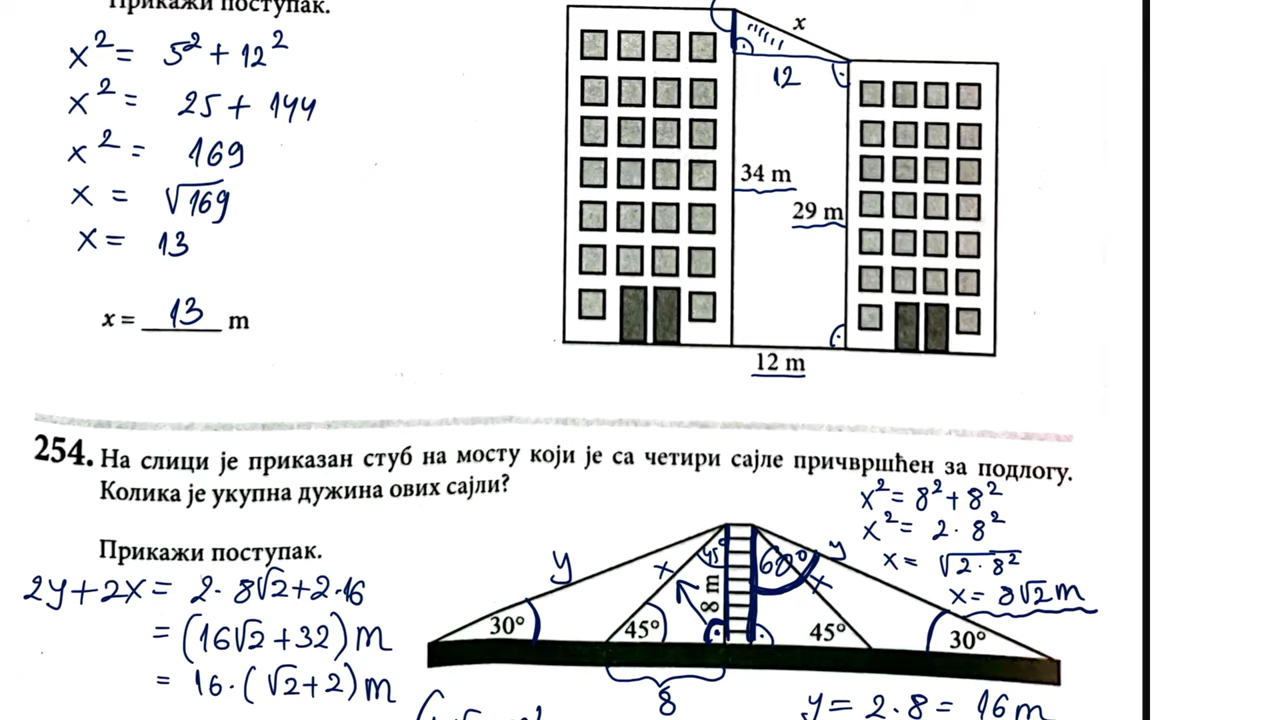 Прикажи поступак.
x² = 5² + 12²
x² = 25 + 144
x² = 169
x = √169
x = 13
x = 13 m
x
12
34 m
29 m
12 m
254. На слици је приказан стуб на мосту који је са четири сајле причвршћен за подлогу.
Колика је укупна дужина ових сајли?
x² = 8² + 8²
x² = 2 · 8²
x = √2 · 8²
x = 8√2 m
Прикажи поступак.
2y + 2x = 2 · 8√2 + 2 · 16
= (16√2 + 32) m
= 16 · (√2 + 2) m
y
x
45°
60°
y
x
8 m
30°
45°
45°
30°
8
y = 2 · 8 = 16 m